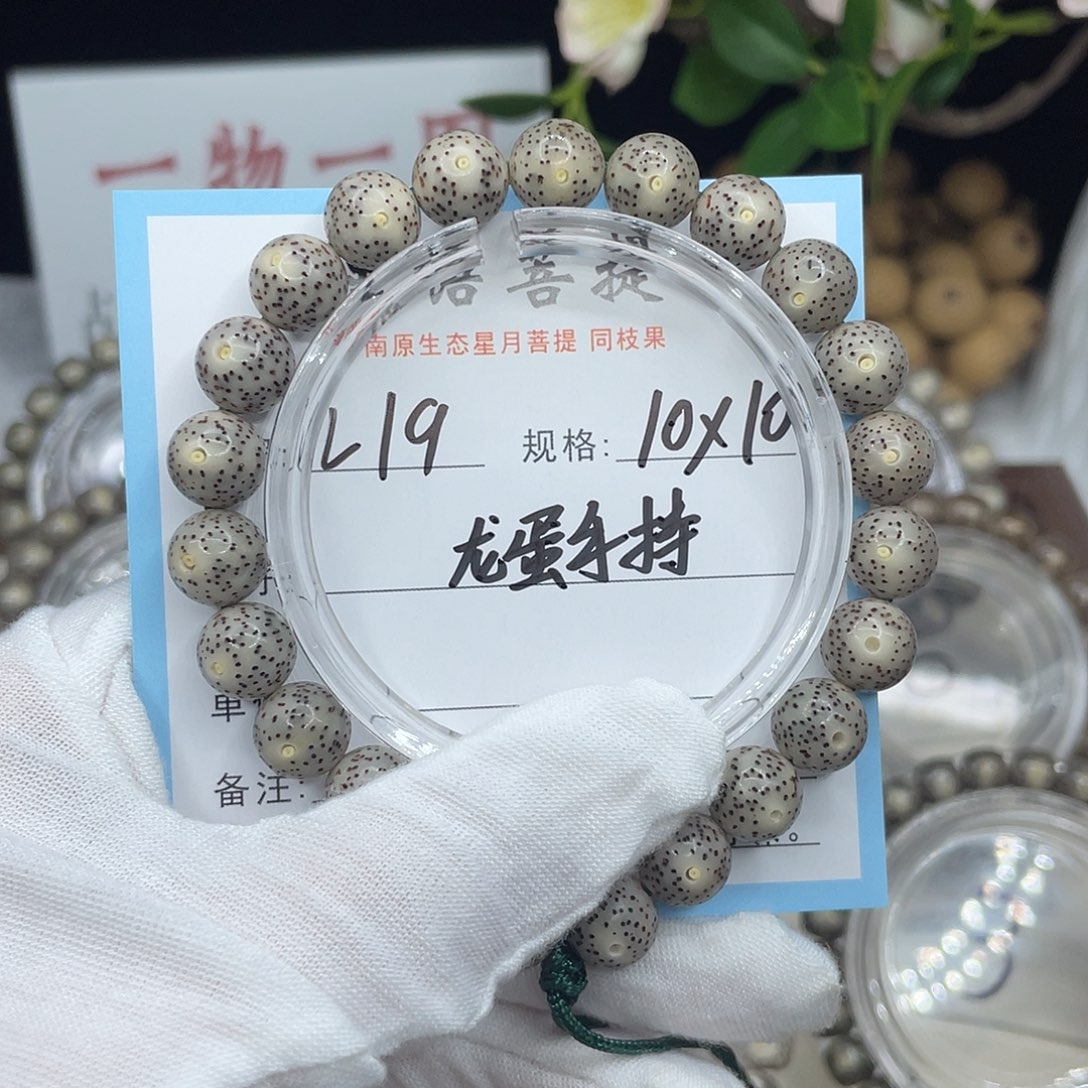 一物一图
菩提
南原生态星月菩提 同枝果
L19 规格: 10X10
龙蛋手持
单
备注:
。